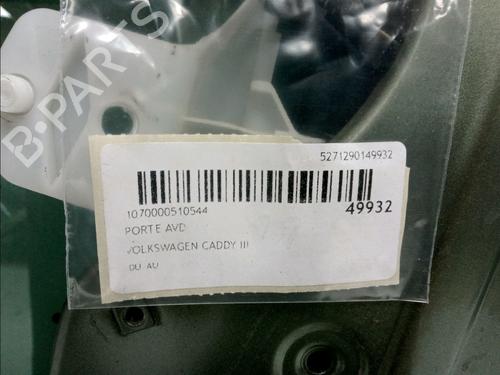 B-PARTS
5271290149932
1070000510544
49932
PORTE AVD
VOLKSWAGEN CADDY III
DU AU